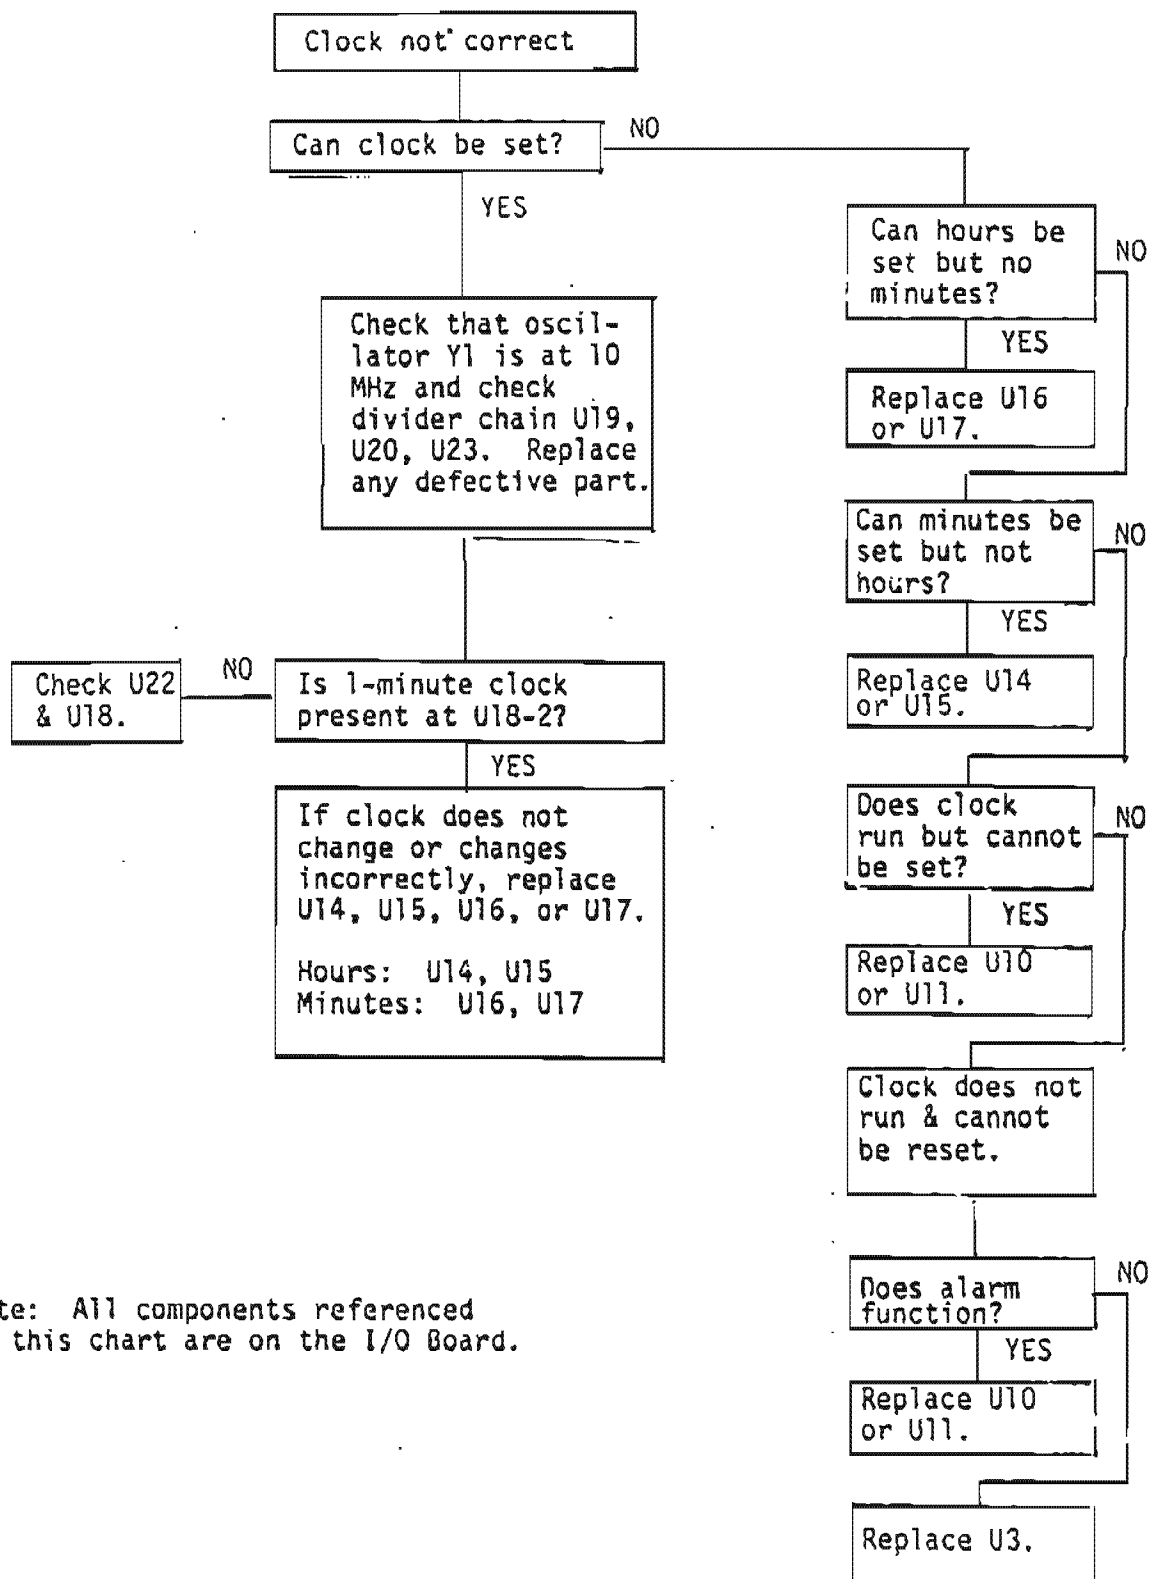 Clock not correct
Can clock be set?
NO
YES
Can hours be
set but no
minutes?
NO
YES
Replace U16
or U17.
Check that oscil-
lator Y1 is at 10
MHz and check
divider chain U19,
U20, U23. Replace
any defective part.
Can minutes be
set but not
hours?
NO
YES
Replace U14
or U15.
Check U22
& U18.
NO
Is 1-minute clock
present at U18-2?
YES
If clock does not
change or changes
incorrectly, replace
U14, U15, U16, or U17.
Hours: U14, U15
Minutes: U16, U17
Does clock
run but cannot
be set?
NO
YES
Replace U10
or U11.
Clock does not
run & cannot
be reset.
Does alarm
function?
NO
YES
Replace U10
or U11.
Replace U3.
te: All components referenced
this chart are on the I/O Board.